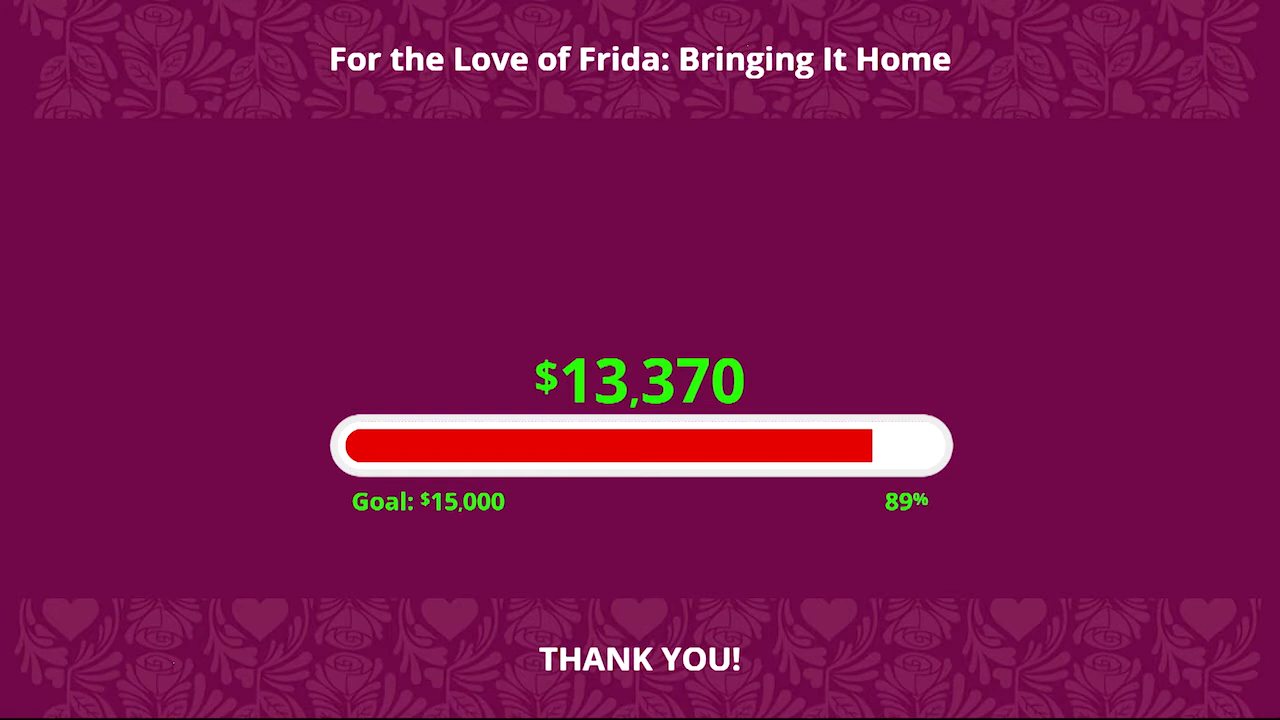 For the Love of Frida: Bringing It Home
$13,370
Goal: $15,000 89%
THANK YOU!